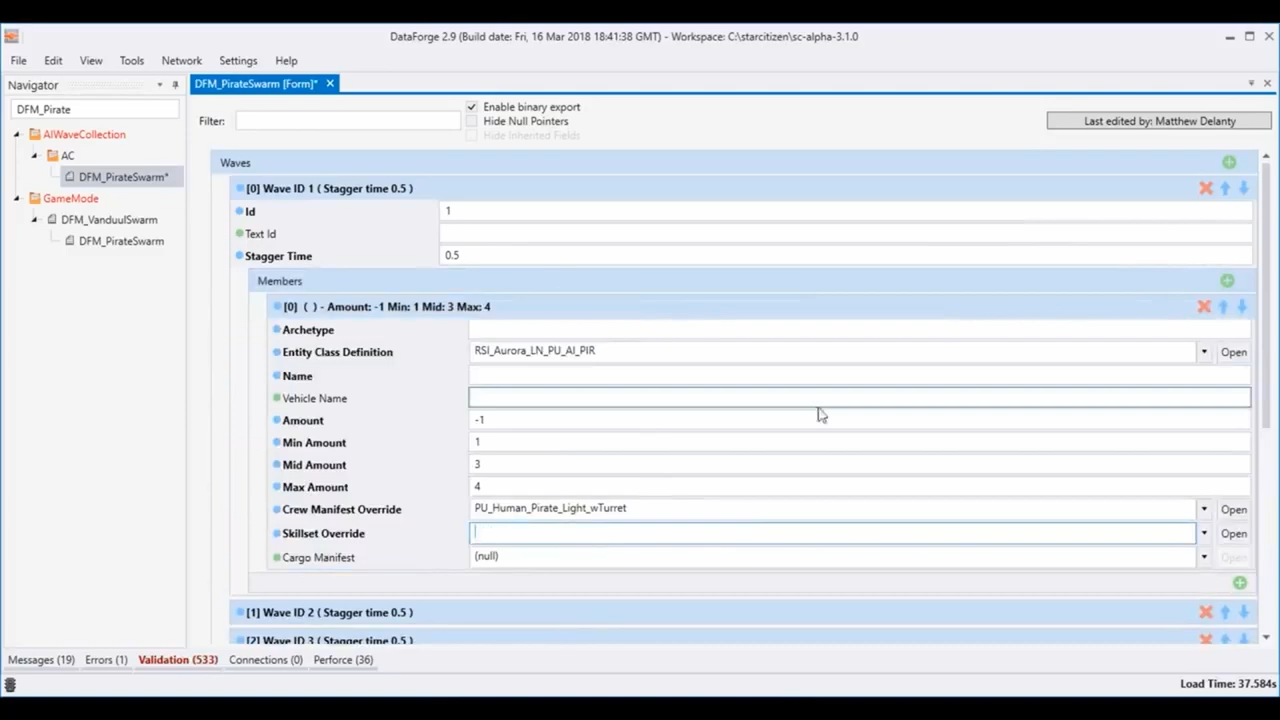 DataForge 2.9 (Build date: Fri, 16 Mar 2018 18:41:38 GMT) - Workspace: C:\starcitizen\sc-alpha-3.1.0
File Edit View Tools Network Settings Help
Navigator
DFM_PirateSwarm [Form]*
DFM_Pirate
AIWaveCollection
AC
DFM_PirateSwarm*
GameMode
DFM_VanduulSwarm
DFM_PirateSwarm
Filter:
Enable binary export
Hide Null Pointers
Hide Inherited Fields
Last edited by: Matthew Delanty
Waves
[0] Wave ID 1 ( Stagger time 0.5 )
Id 1
Text Id
Stagger Time 0.5
Members
[0] ( ) - Amount: -1 Min: 1 Mid: 3 Max: 4
Archetype
Entity Class Definition RSI_Aurora_LN_PU_AI_PIR Open
Name
Vehicle Name
Amount -1
Min Amount 1
Mid Amount 3
Max Amount 4
Crew Manifest Override PU_Human_Pirate_Light_wTurret Open
Skillset Override Open
Cargo Manifest (null) Open
[1] Wave ID 2 ( Stagger time 0.5 )
[2] Wave ID 3 ( Stagger time 0.5 )
Messages (19) Errors (1) Validation (533) Connections (0) Perforce (36)
Load Time: 37.584s